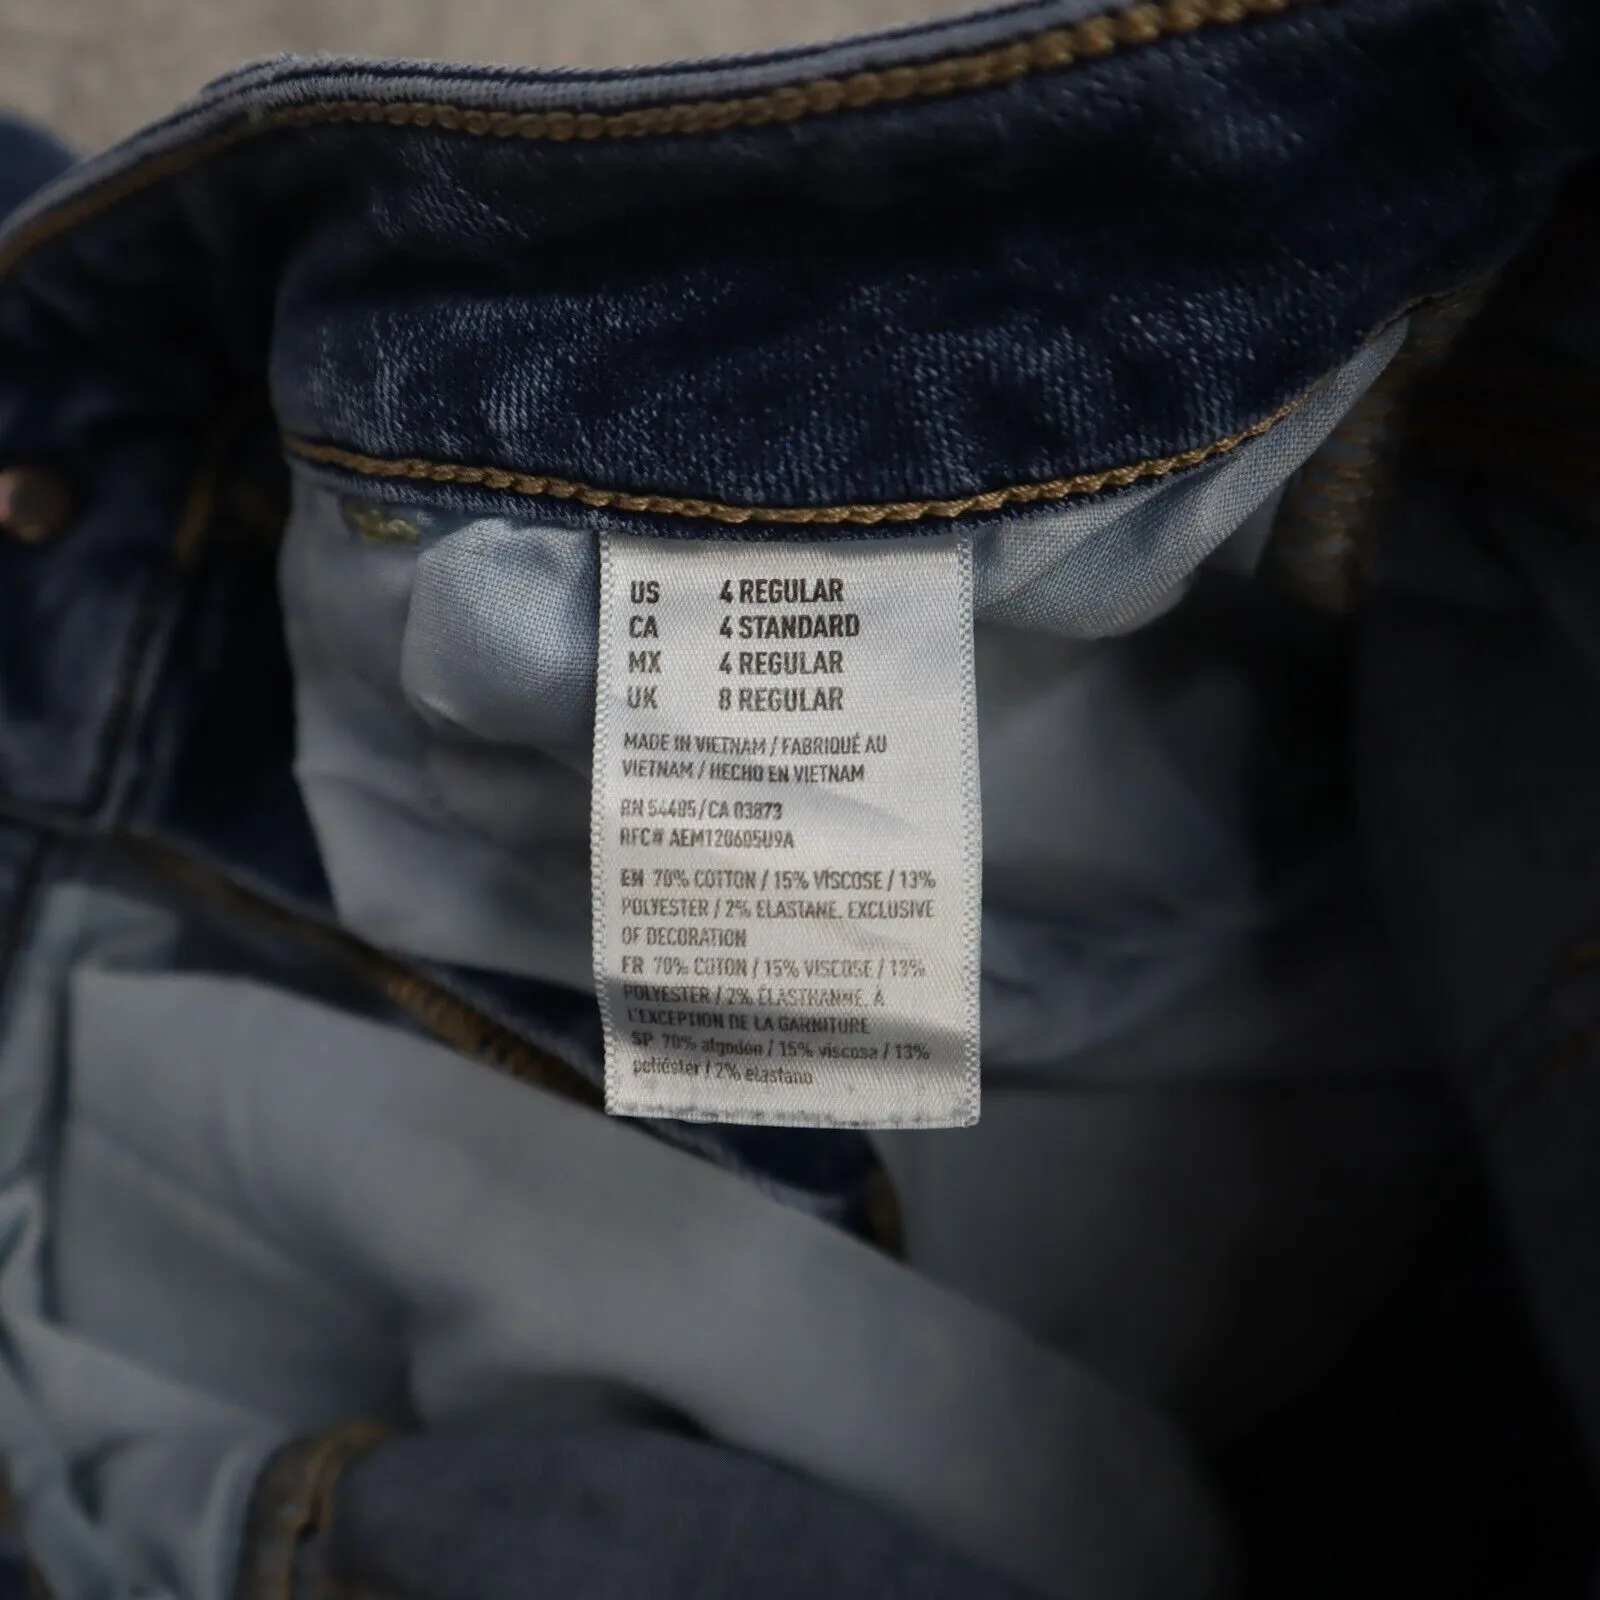 US 4 REGULAR
CA 4 STANDARD
MX 4 REGULAR
UK 8 REGULAR
MADE IN VIETNAM / FABRIQUÉ AU
VIETNAM / HECHO EN VIETNAM
RN 54485/CA 03873
RFC# AEM120605U9A
EN 70% COTTON / 15% VISCOSE / 13%
POLYESTER / 2% ELASTANE. EXCLUSIVE
OF DECORATION
FR 70% COTON / 15% VISCOSE / 13%
POLYESTER / 2% ÉLASTHANNE. À
L'EXCEPTION DE LA GARNITURE
SP 70% algodón / 15% viscosa / 13%
poliéster / 2% elastano